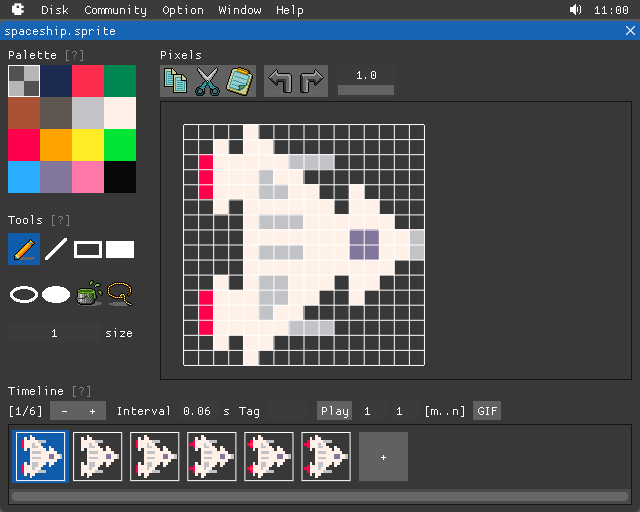 Disk Community Option Window Help 11:00
spaceship.sprite
Palette [?]
Pixels
1.0
Tools [?]
1 size
Timeline [?]
[1/6] - + Interval 0.06 s Tag Play 1 1 [m..n] GIF
+